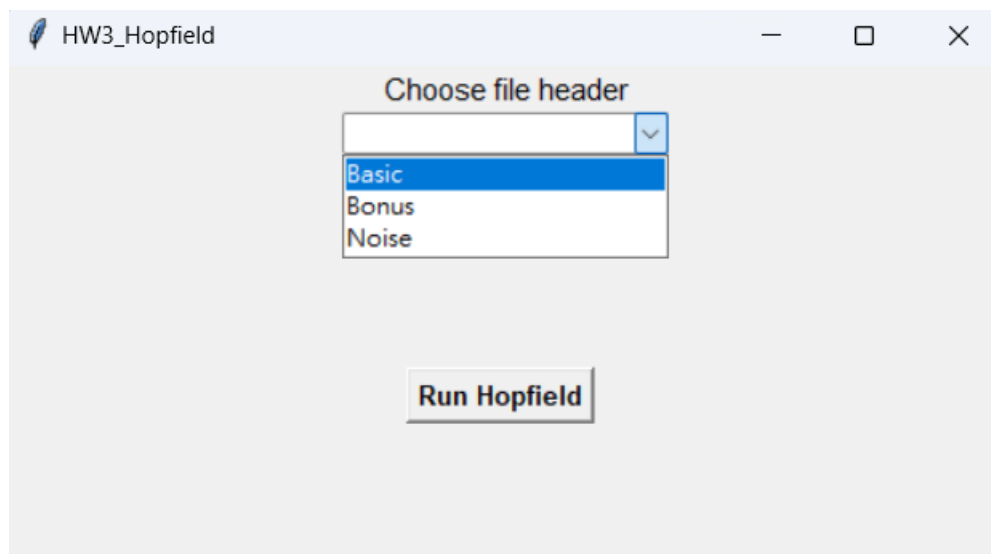 HW3_Hopfield
Choose file header
Basic
Bonus
Noise
Run Hopfield